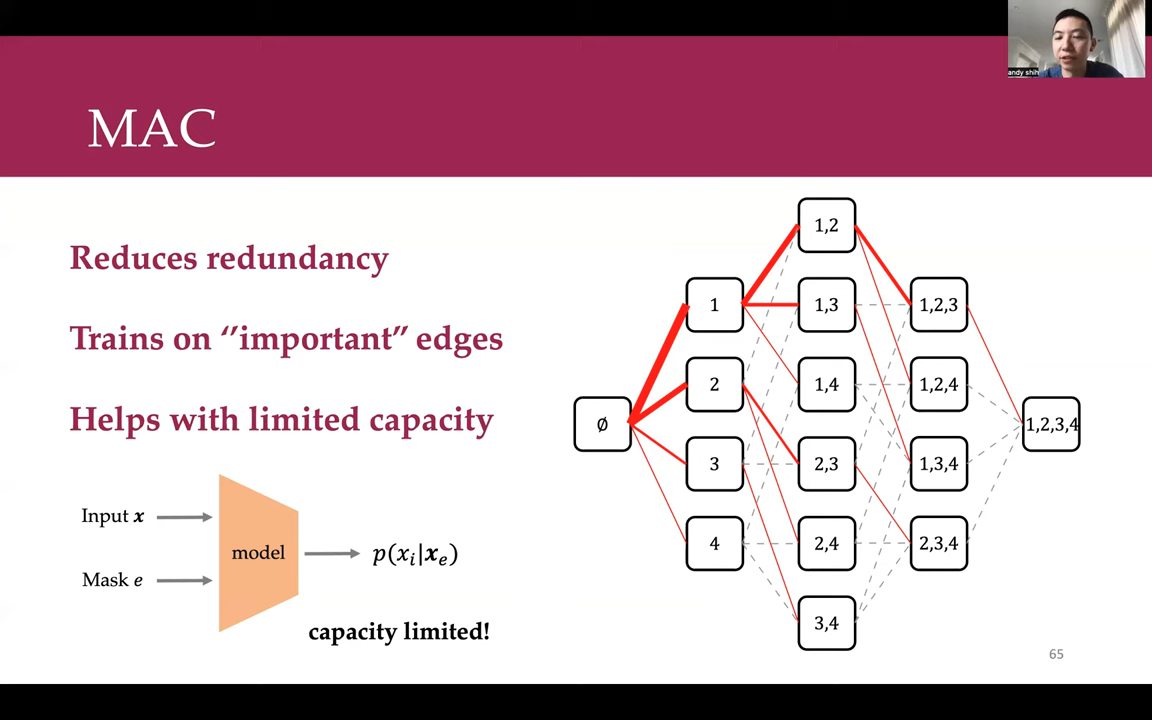 andy shih
MAC
Reduces redundancy
Trains on ‘’important” edges
Helps with limited capacity
Input x
Mask e
model
p(xᵢ|xₑ)
capacity limited!
∅
1
2
3
4
1,2
1,3
1,4
2,3
2,4
3,4
1,2,3
1,2,4
1,3,4
2,3,4
1,2,3,4
65